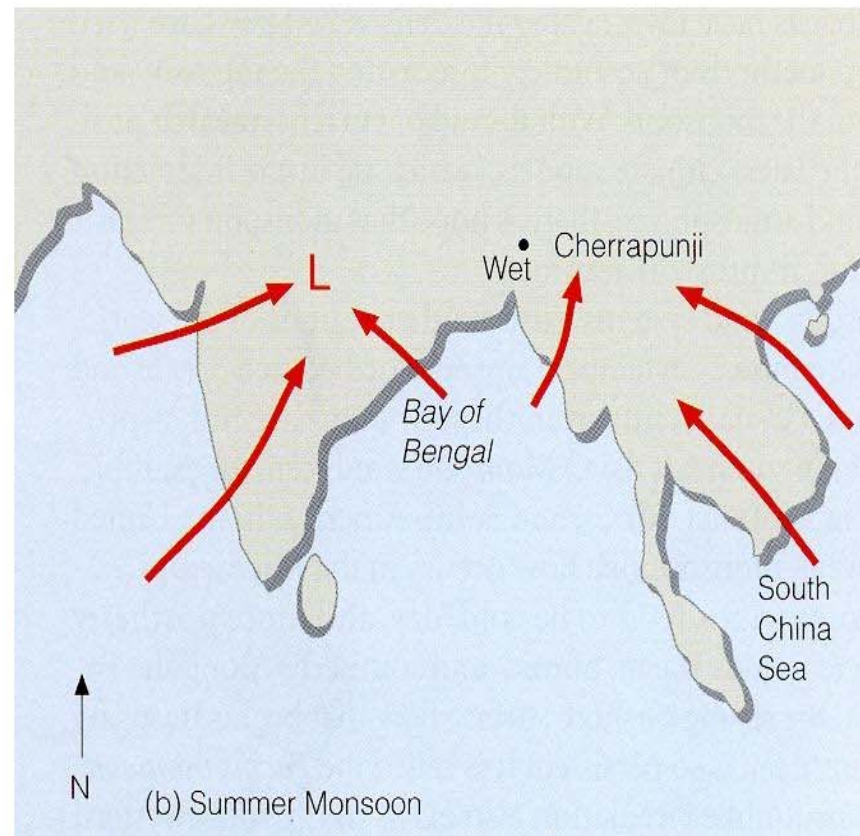 L
Cherrapunji
Wet
Bay of
Bengal
South
China
Sea
N
(b) Summer Monsoon